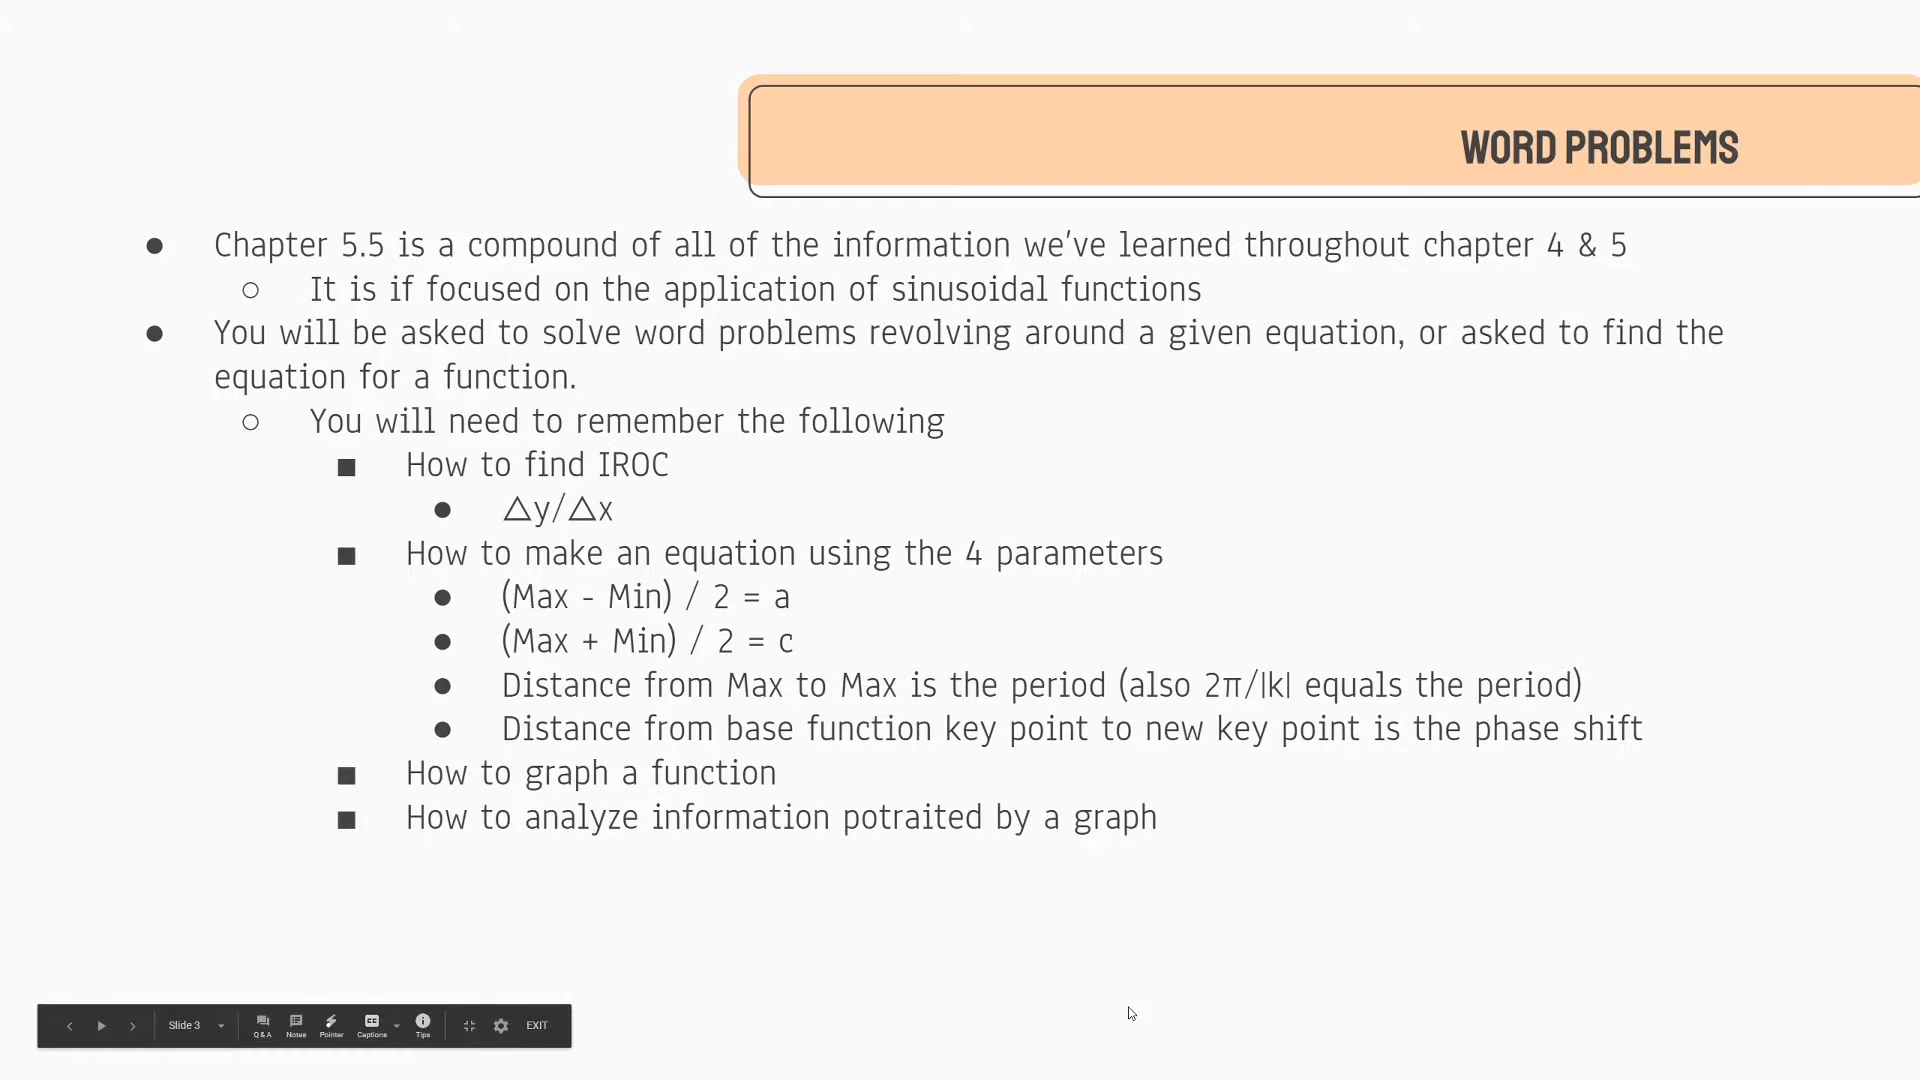 WORD PROBLEMS
● Chapter 5.5 is a compound of all of the information we've learned throughout chapter 4 & 5
○ It is if focused on the application of sinusoidal functions
● You will be asked to solve word problems revolving around a given equation, or asked to find the
equation for a function.
○ You will need to remember the following
■ How to find IROC
● △y/△x
■ How to make an equation using the 4 parameters
● (Max - Min) / 2 = a
● (Max + Min) / 2 = c
● Distance from Max to Max is the period (also 2π/|k| equals the period)
● Distance from base function key point to new key point is the phase shift
■ How to graph a function
■ How to analyze information potraited by a graph
Slide 3
Q & A
Notes
Pointer
CC
Captions
Tips
EXIT